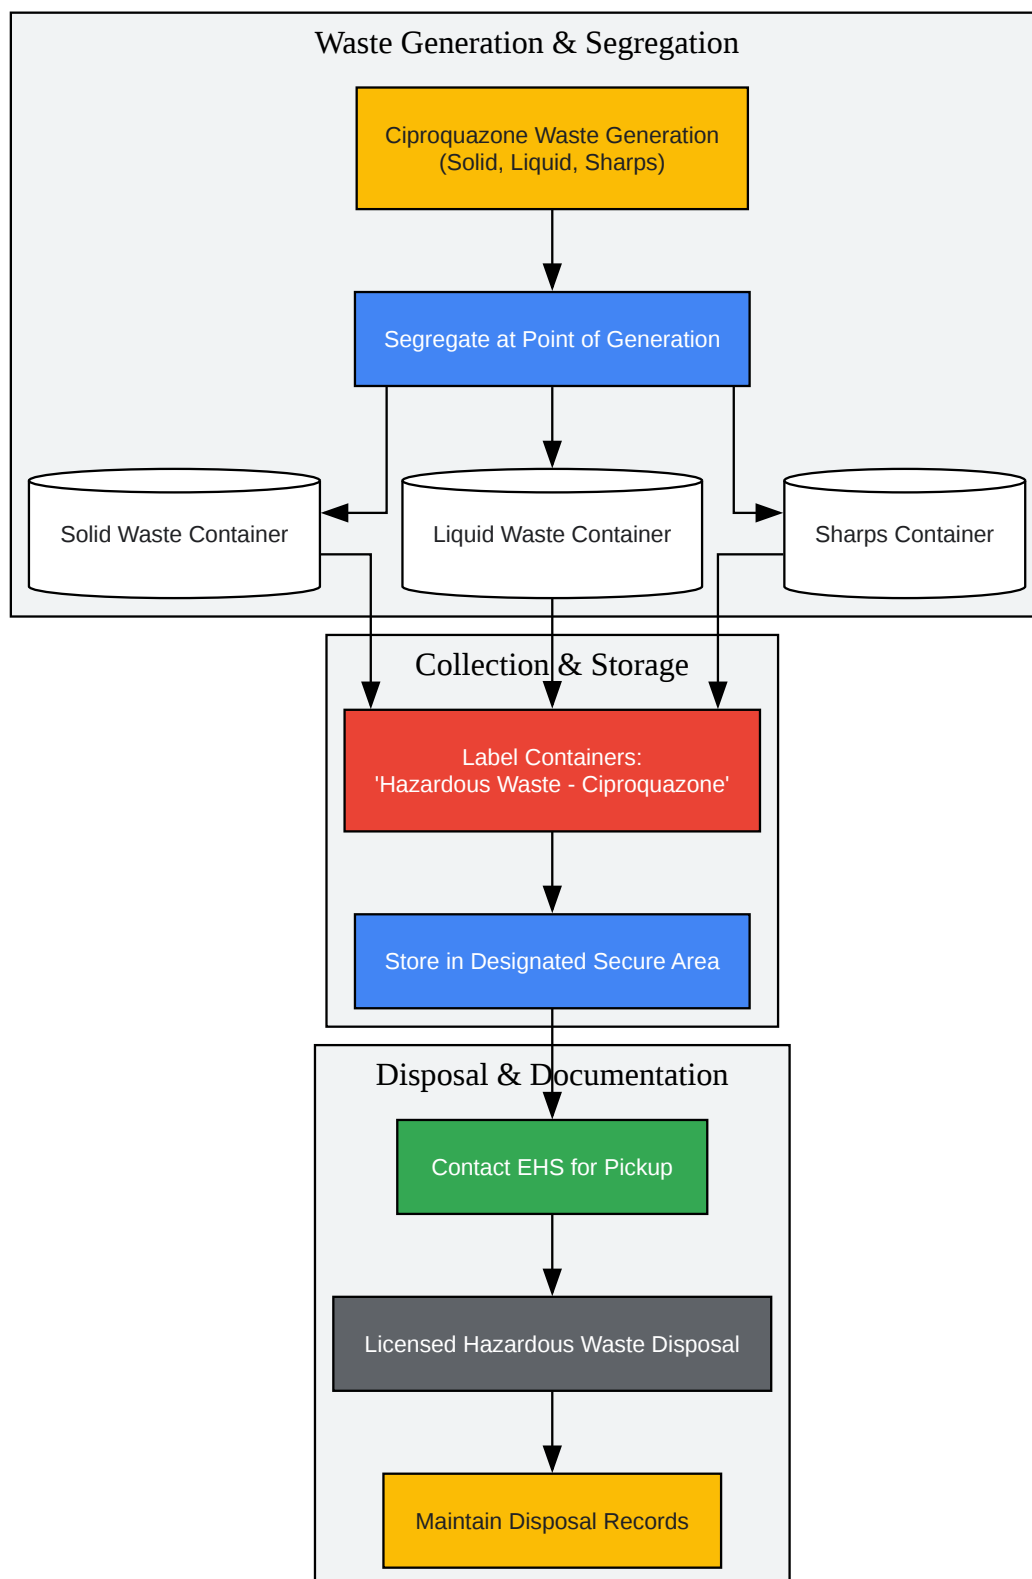 Waste Generation & Segregation
Ciproquazone Waste Generation
(Solid, Liquid, Sharps)
Segregate at Point of Generation
Solid Waste Container
Liquid Waste Container
Sharps Container
Collection & Storage
Label Containers:
'Hazardous Waste - Ciproquazone'
Store in Designated Secure Area
Disposal & Documentation
Contact EHS for Pickup
Licensed Hazardous Waste Disposal
Maintain Disposal Records